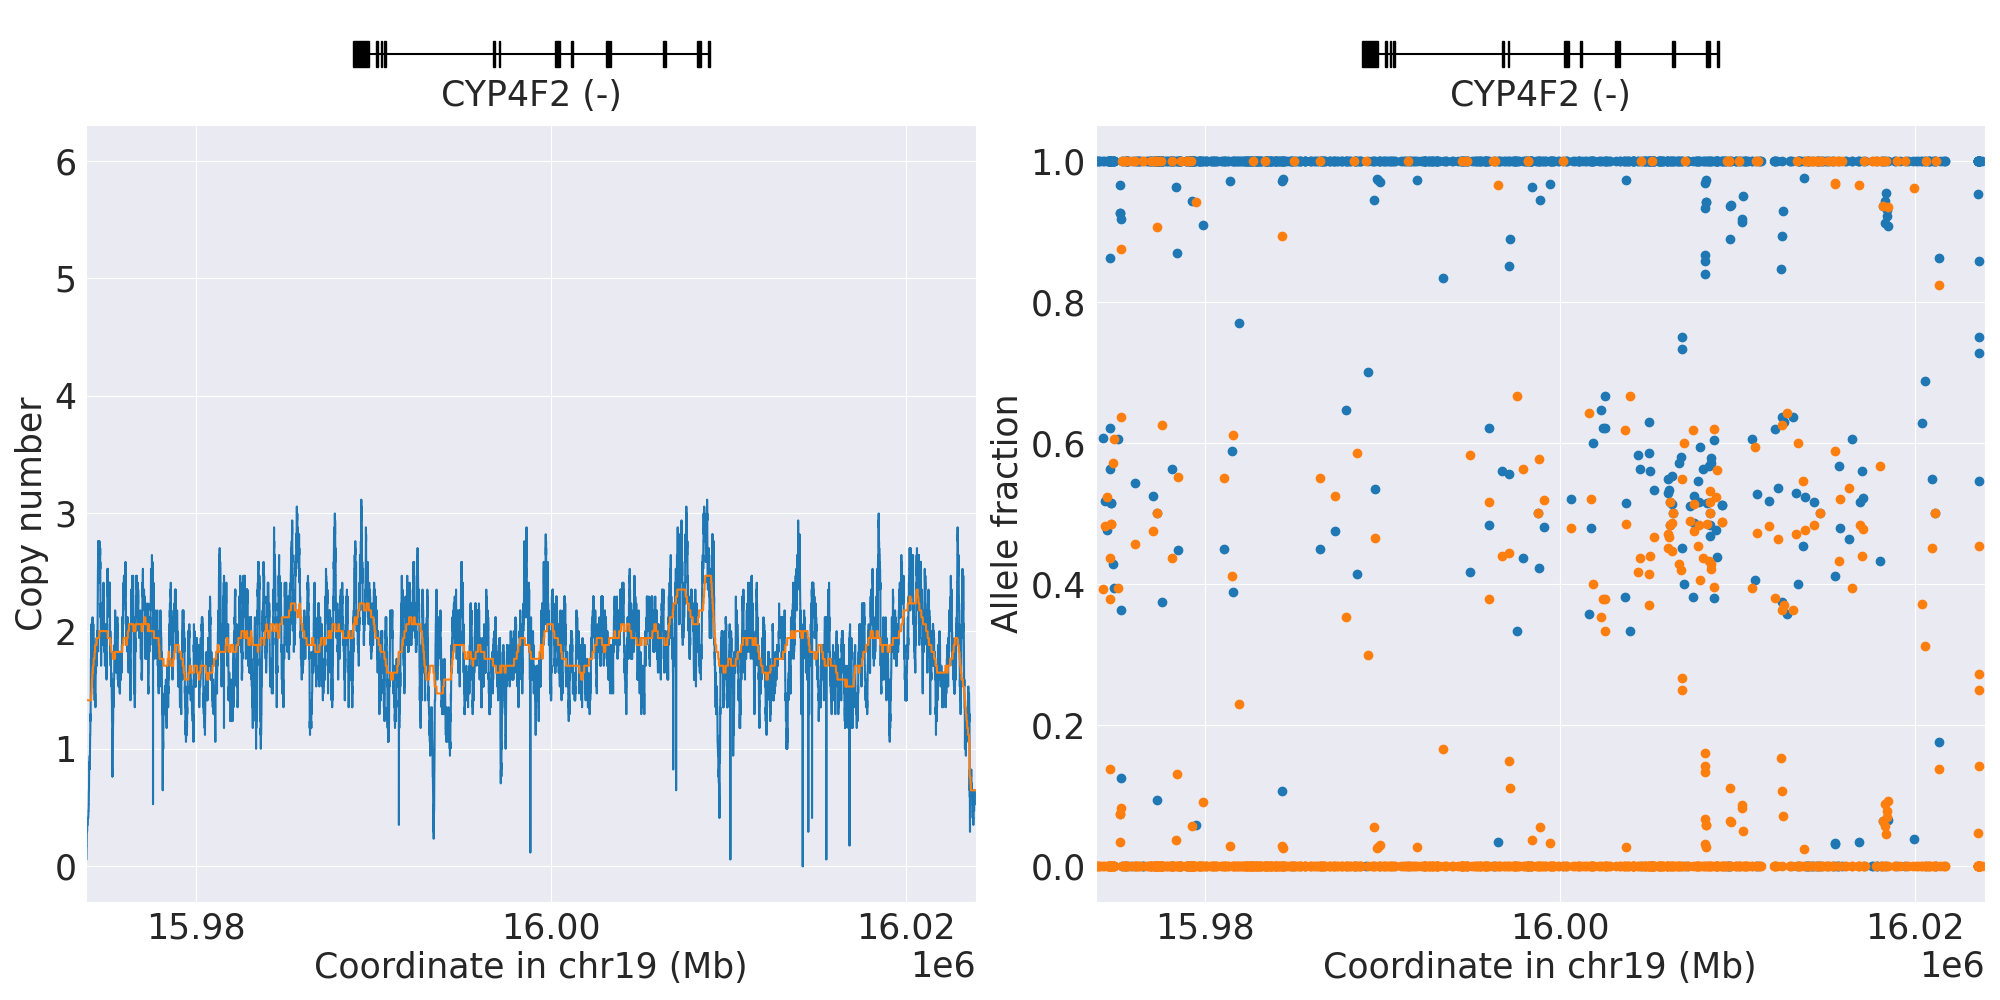 CYP4F2 (-)
6
5
4
3
2
1
0
Copy number
15.98
16.00
16.02
Coordinate in chr19 (Mb)
1e6
CYP4F2 (-)
1.0
0.8
0.6
0.4
0.2
0.0
Allele fraction
15.98
16.00
16.02
Coordinate in chr19 (Mb)
1e6